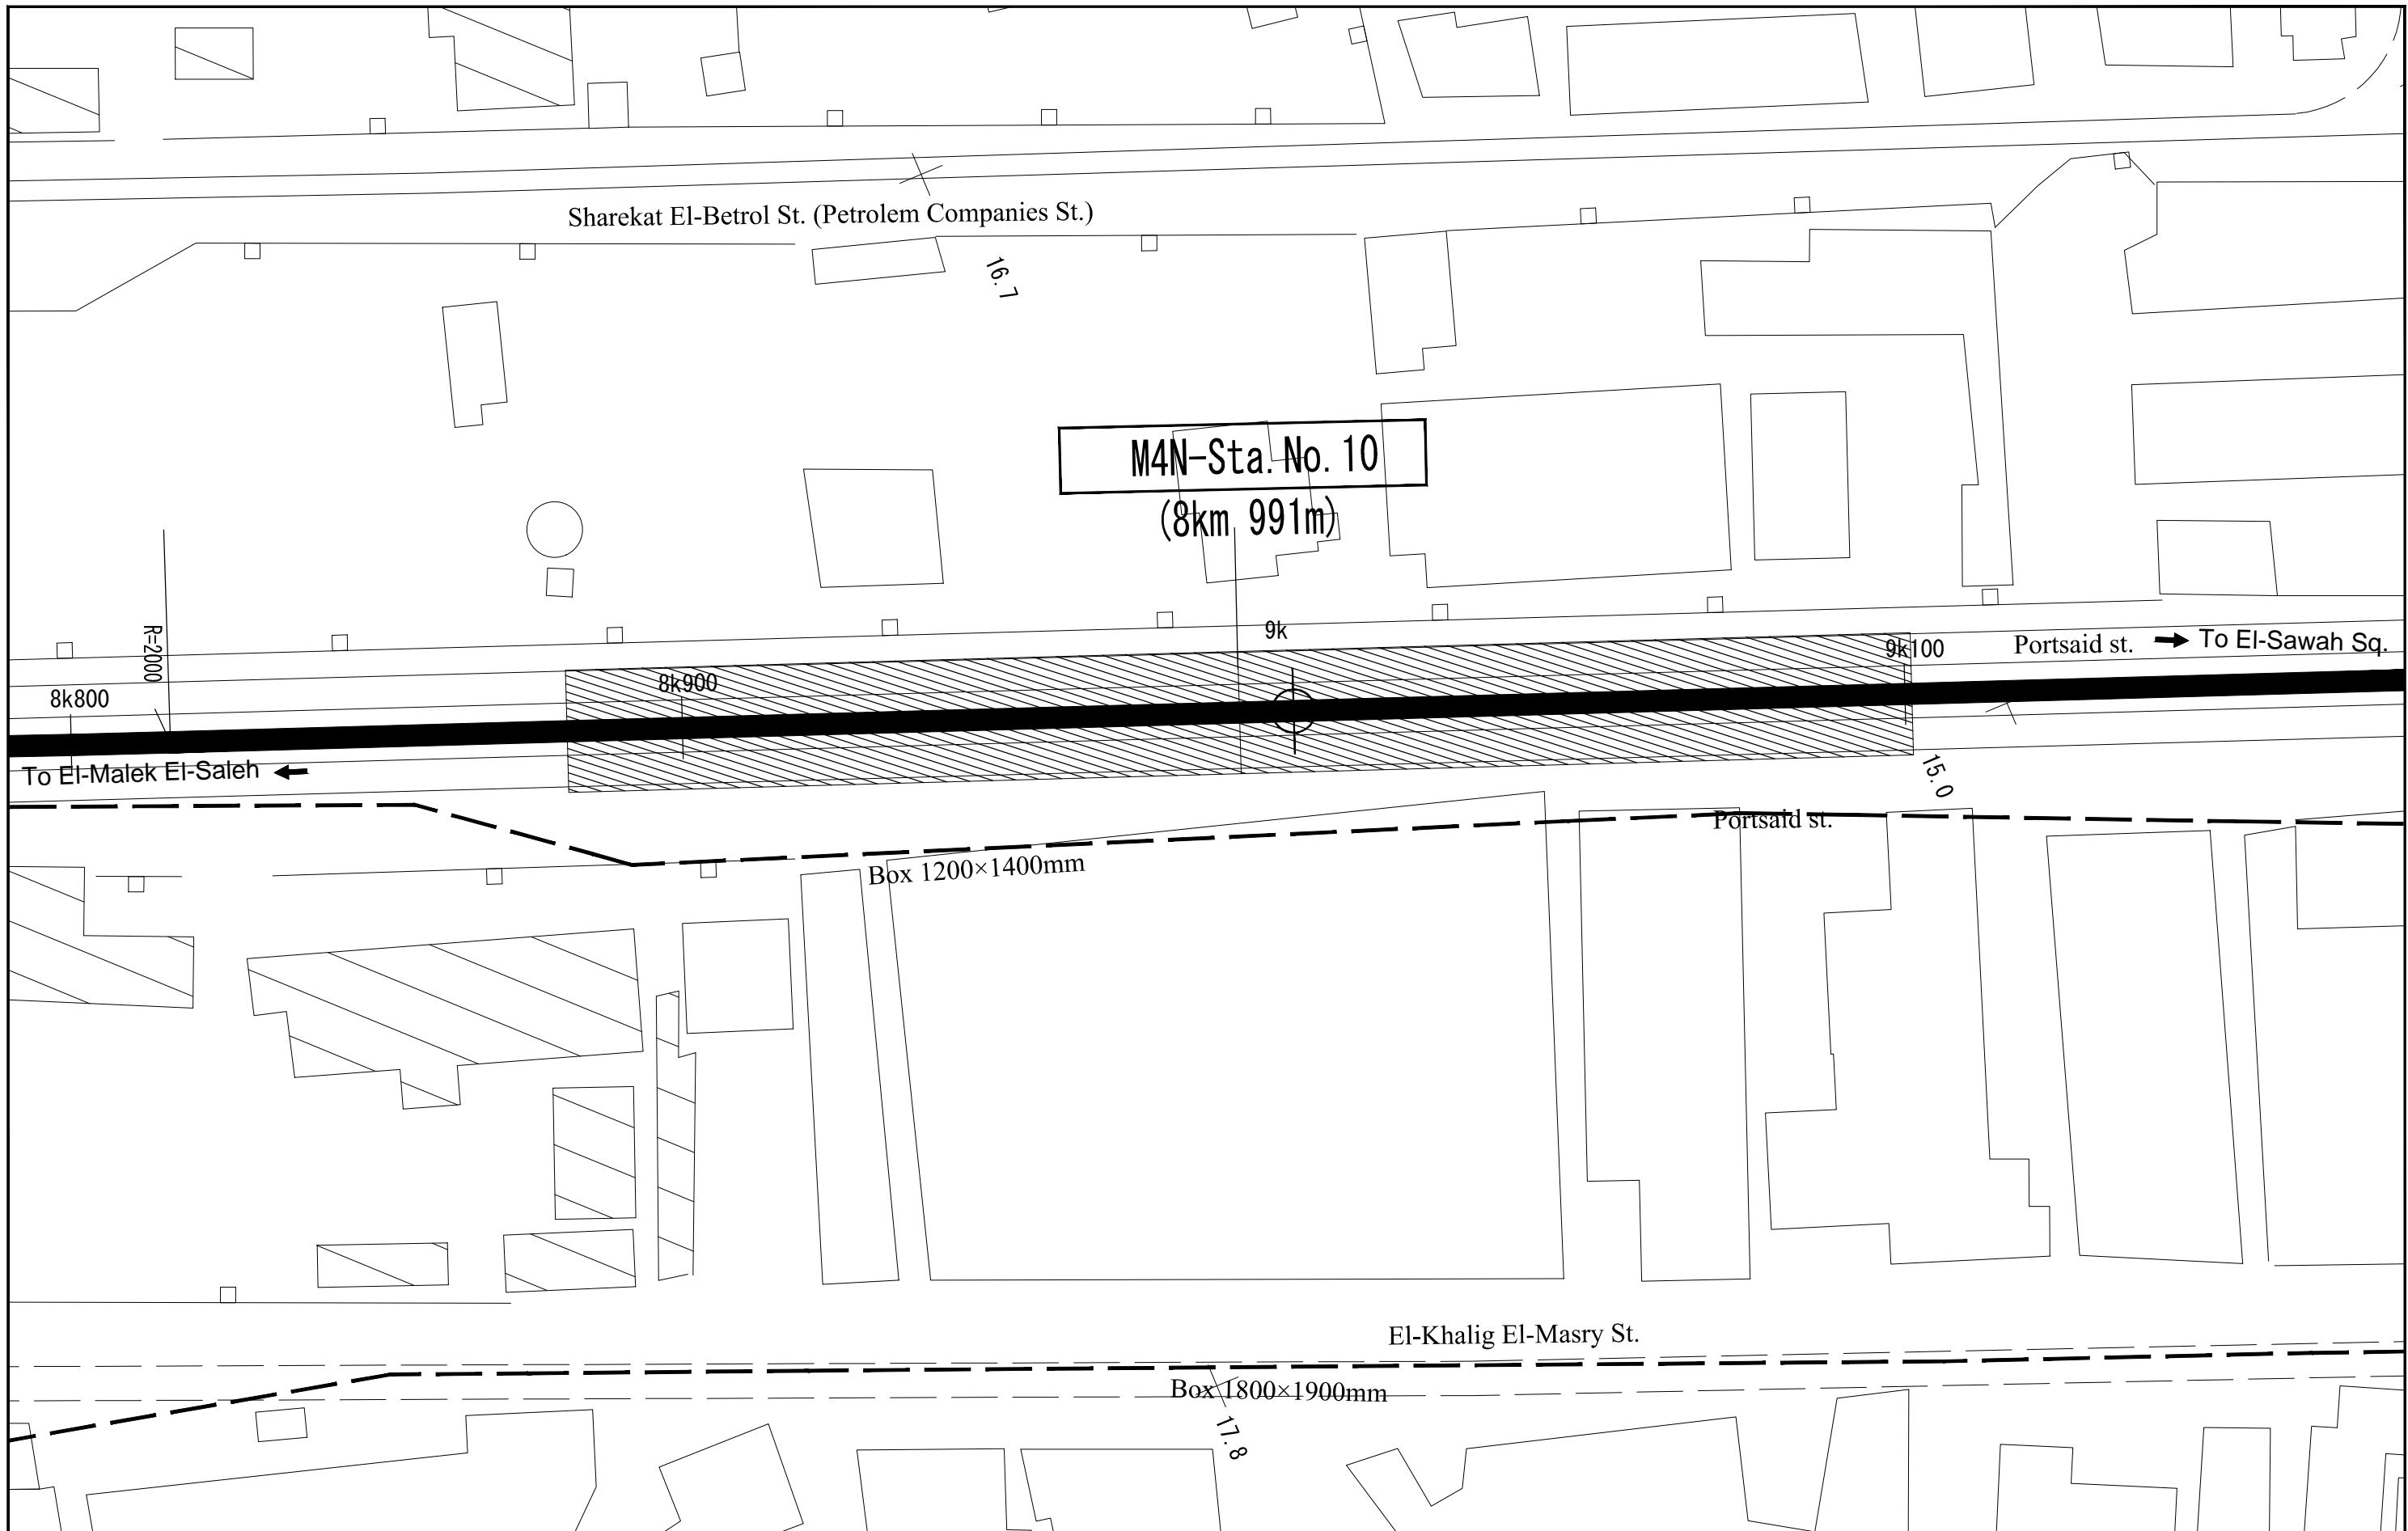 Sharekat El-Betrol St. (Petrolem Companies St.)
16.7
M4N-Sta.No.10
(8km 991m)
R=2000
9k
9k100
Portsaid st.
To El-Sawah Sq.
8k800
8k900
To El-Malek El-Saleh
15.0
Portsaid st.
Box 1200×1400mm
El-Khalig El-Masry St.
Box 1800×1900mm
17.8